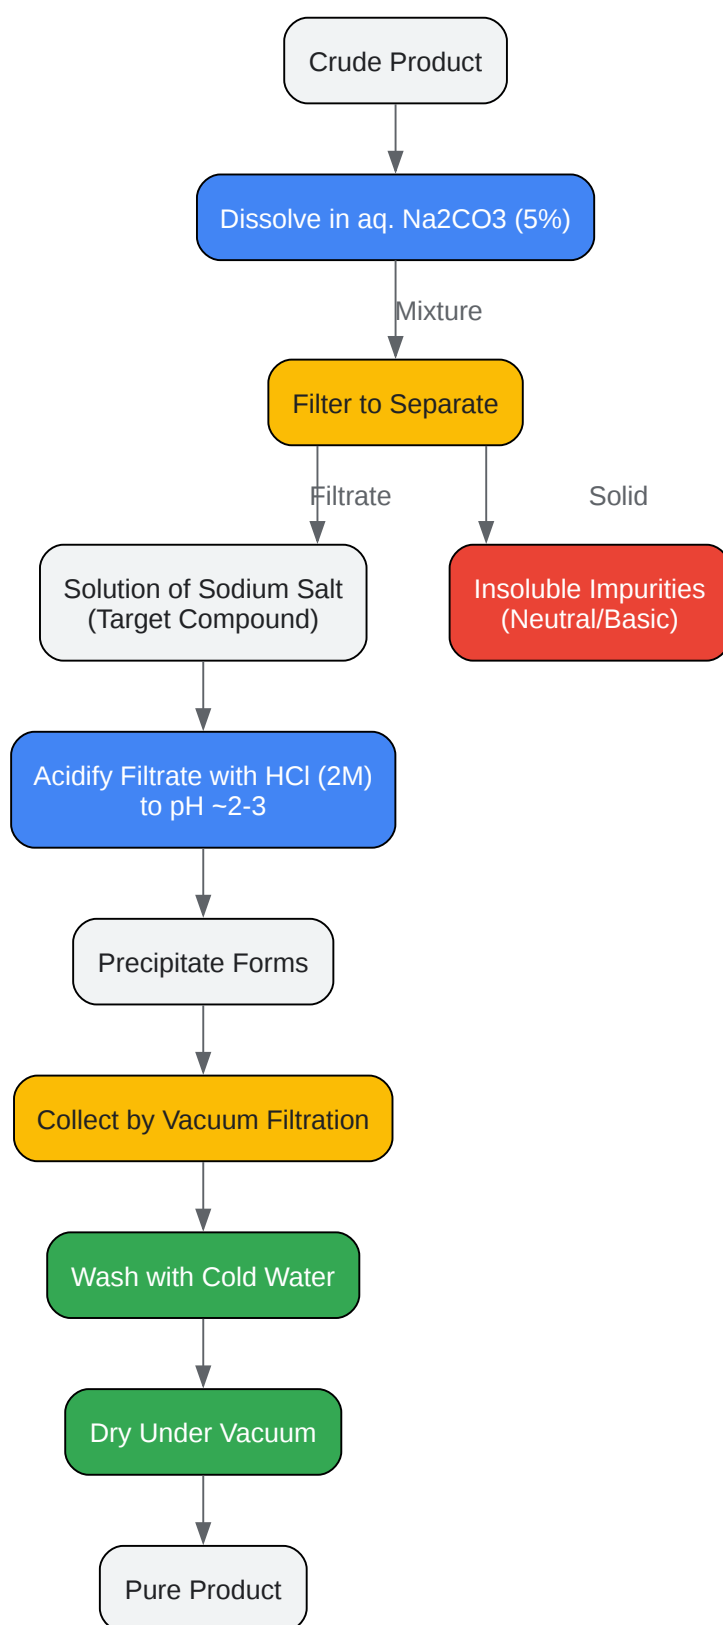 Crude Product
Dissolve in aq. Na2CO3 (5%)
Mixture
Filter to Separate
Filtrate
Solid
Solution of Sodium Salt
(Target Compound)
Insoluble Impurities
(Neutral/Basic)
Acidify Filtrate with HCl (2M)
to pH ~2-3
Precipitate Forms
Collect by Vacuum Filtration
Wash with Cold Water
Dry Under Vacuum
Pure Product